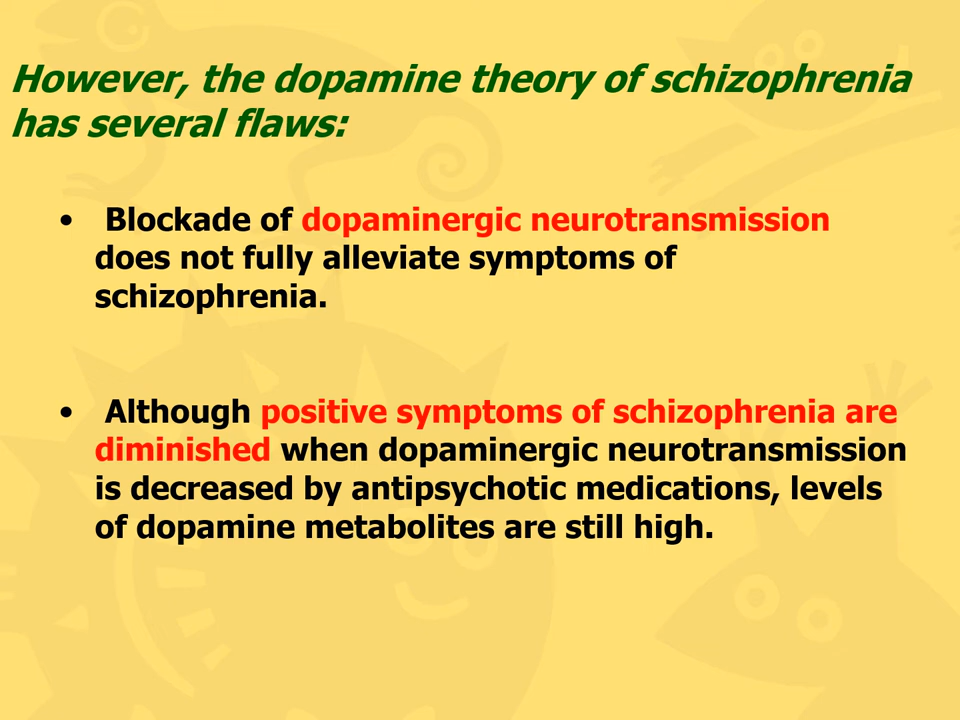 However, the dopamine theory of schizophrenia
has several flaws:
• Blockade of dopaminergic neurotransmission
does not fully alleviate symptoms of
schizophrenia.
• Although positive symptoms of schizophrenia are
diminished when dopaminergic neurotransmission
is decreased by antipsychotic medications, levels
of dopamine metabolites are still high.